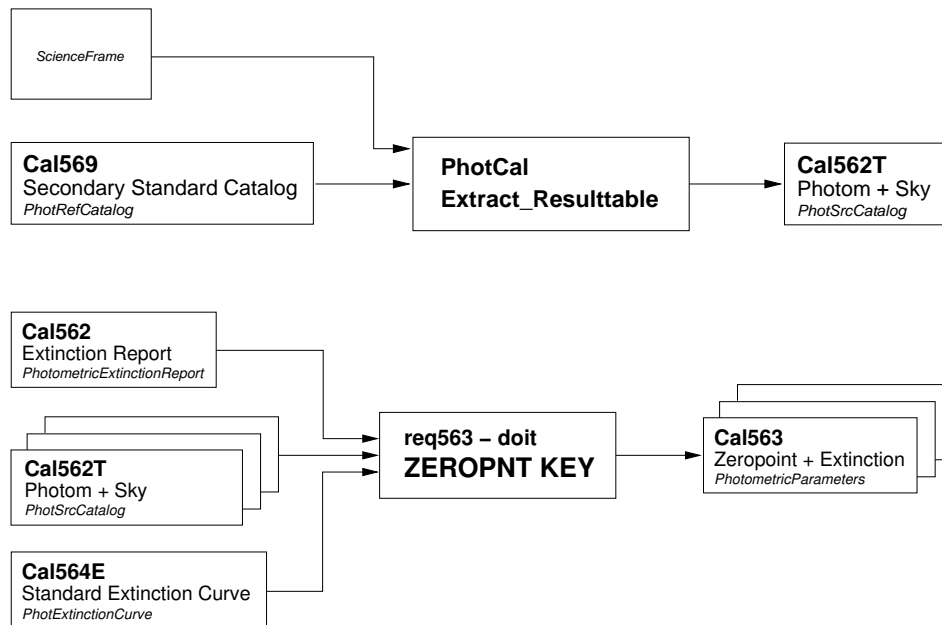 ScienceFrame
Cal569
Secondary Standard Catalog
PhotRefCatalog
PhotCal
Extract_Resulttable
Cal562T
Photom + Sky
PhotSrcCatalog
Cal562
Extinction Report
PhotometricExtinctionReport
Cal562T
Photom + Sky
PhotSrcCatalog
Cal564E
Standard Extinction Curve
PhotExtinctionCurve
req563 – doit
ZEROPNT KEY
Cal563
Zeropoint + Extinction
PhotometricParameters